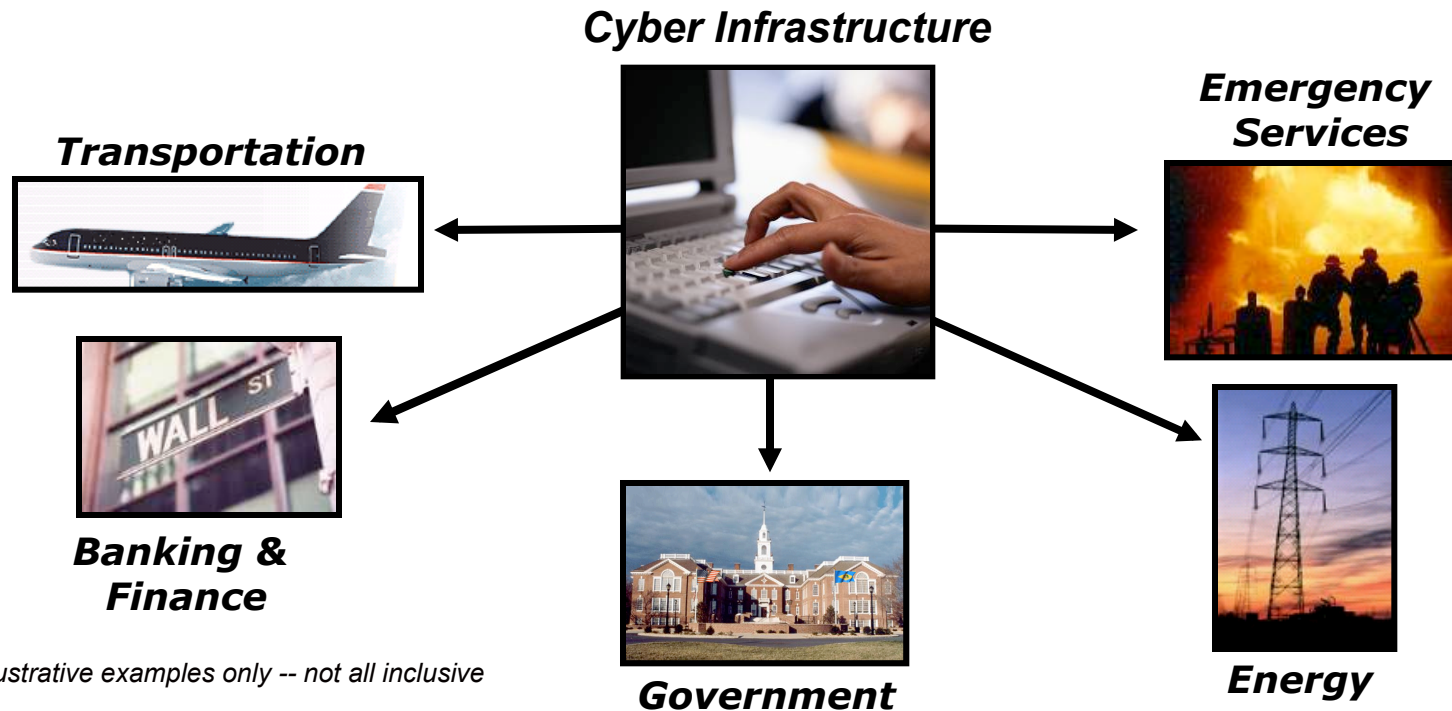 Cyber Infrastructure
Emergency
Services
Transportation
WALL ST
Banking &
Finance
Energy
Government
ustrative examples only -- not all inclusive